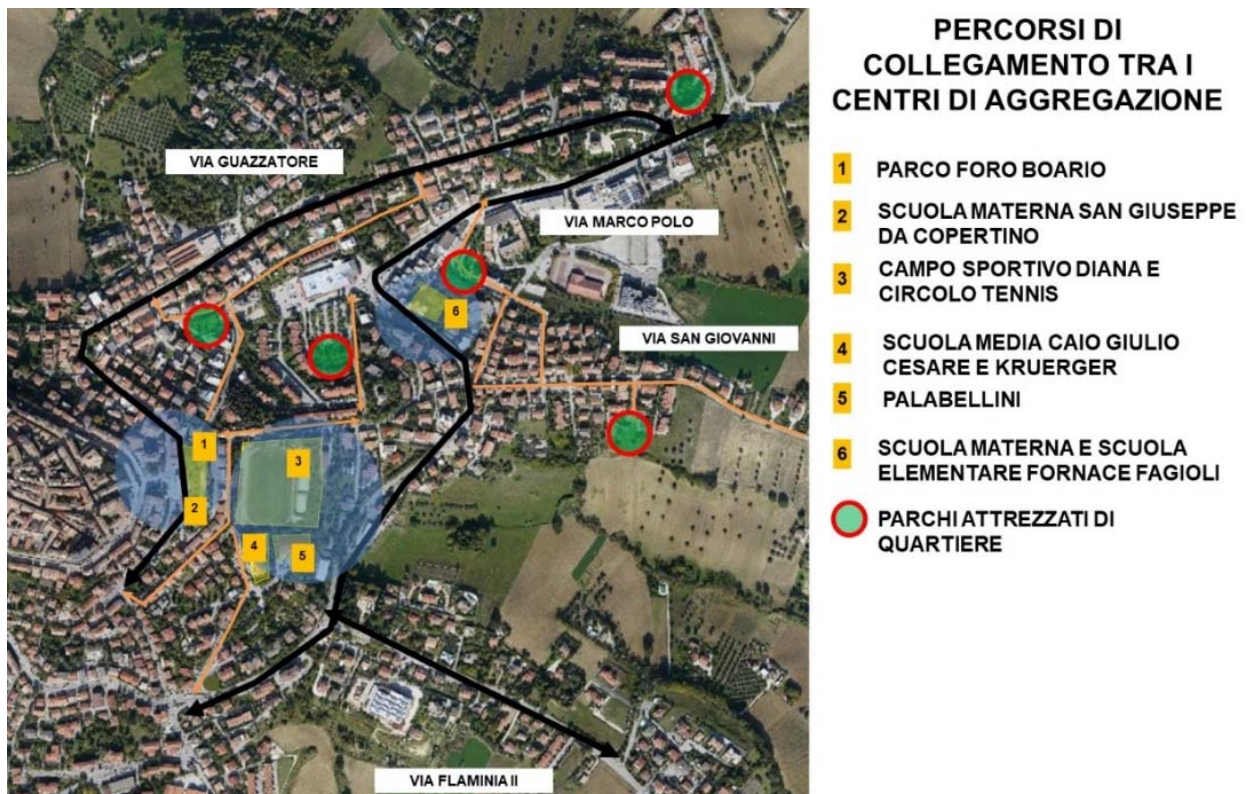 PERCORSI DI
COLLEGAMENTO TRA I
CENTRI DI AGGREGAZIONE
VIA GUAZZATORE
VIA MARCO POLO
VIA SAN GIOVANNI
VIA FLAMINIA II
1
2
3
4
5
6
1 PARCO FORO BOARIO
2 SCUOLA MATERNA SAN GIUSEPPE
DA COPERTINO
3 CAMPO SPORTIVO DIANA E
CIRCOLO TENNIS
4 SCUOLA MEDIA CAIO GIULIO
CESARE E KRUERGER
5 PALABELLINI
6 SCUOLA MATERNA E SCUOLA
ELEMENTARE FORNACE FAGIOLI
PARCHI ATTREZZATI DI
QUARTIERE